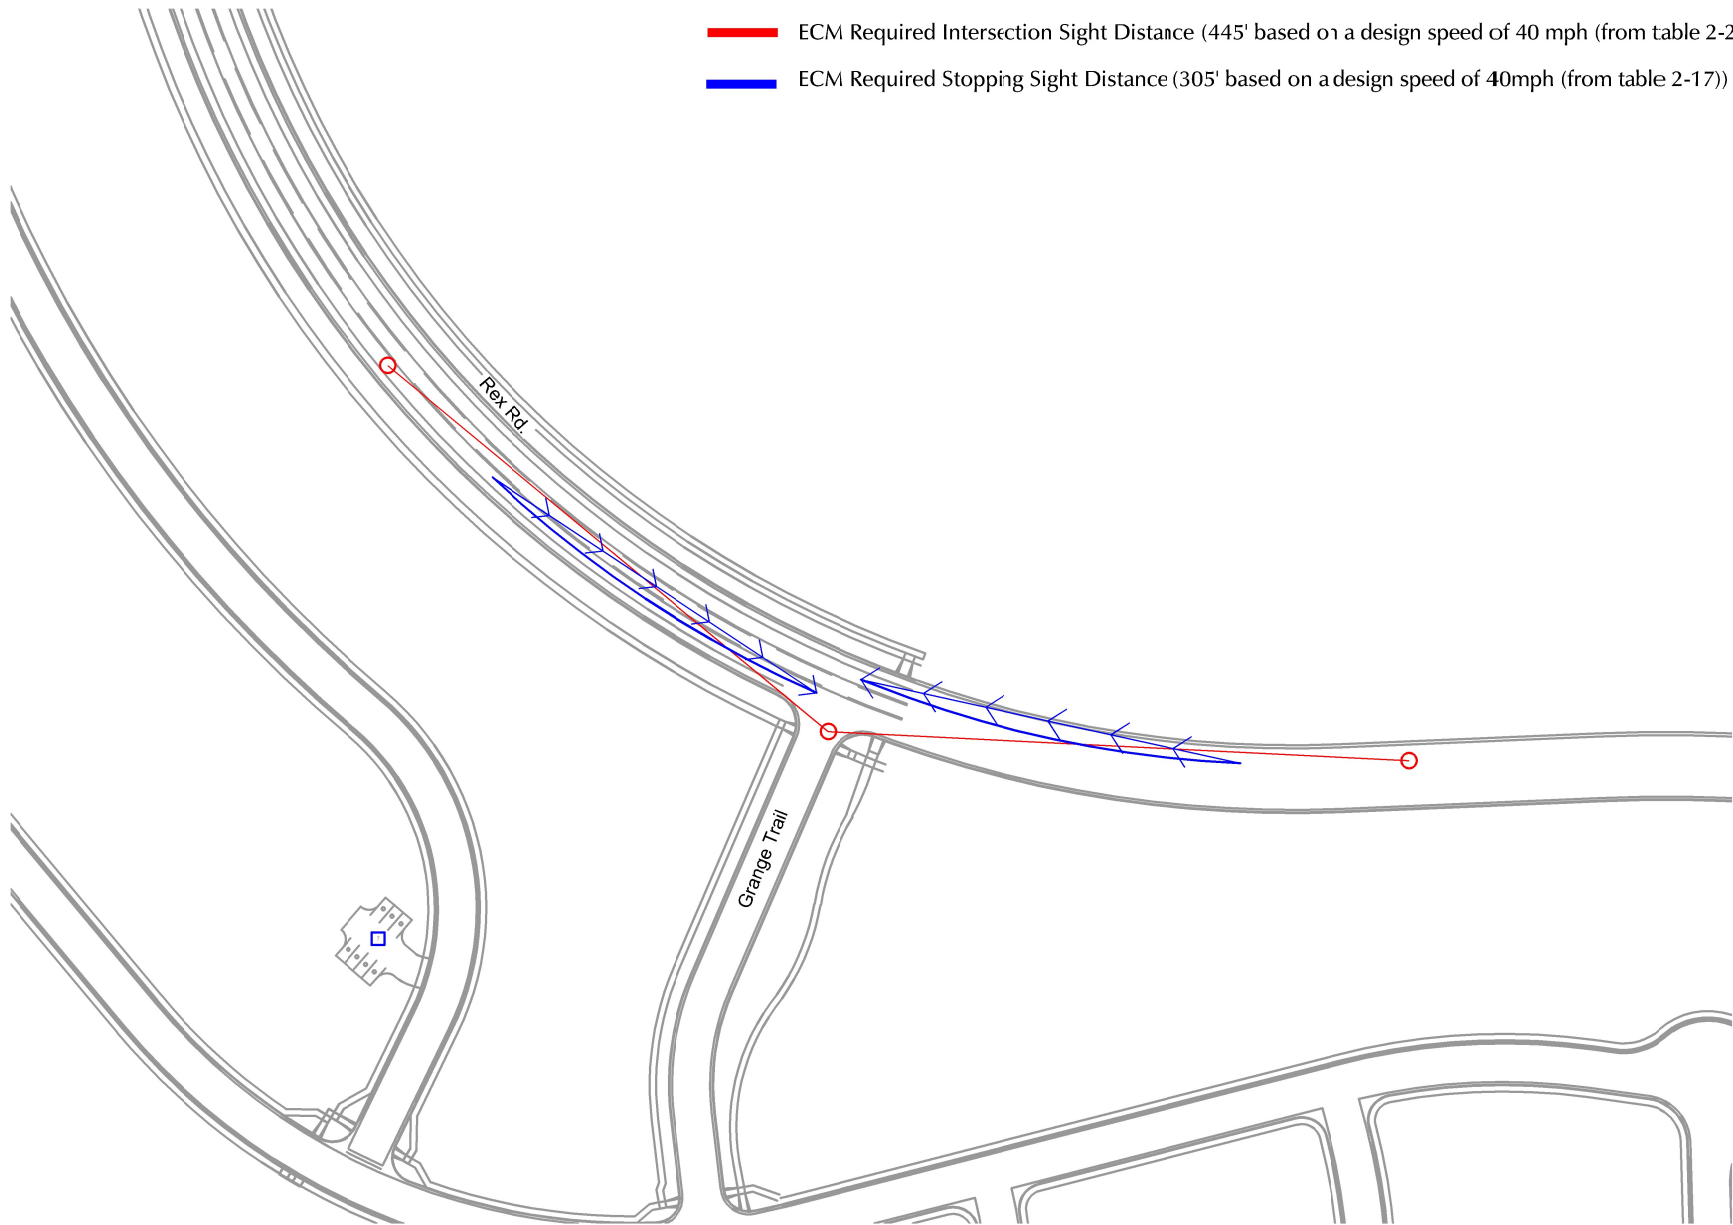 ECM Required Intersection Sight Distance (445' based on a design speed of 40 mph (from table 2-2
ECM Required Stopping Sight Distance (305' based on a design speed of 40mph (from table 2-17))
Rex Rd.
Grange Trail